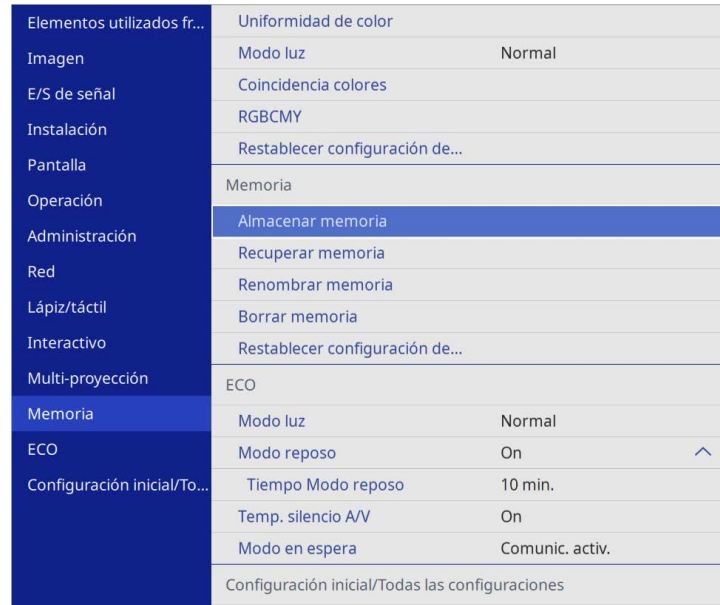 Elementos utilizados fr...
Imagen
E/S de señal
Instalación
Pantalla
Operación
Administración
Red
Lápiz/táctil
Interactivo
Multi-proyección
Memoria
ECO
Configuración inicial/To...
Uniformidad de color
Modo luz Normal
Coincidencia colores
RGBCMY
Restablecer configuración de...
Memoria
Almacenar memoria
Recuperar memoria
Renombrar memoria
Borrar memoria
Restablecer configuración de...
ECO
Modo luz Normal
Modo reposo On
Tiempo Modo reposo 10 min.
Temp. silencio A/V On
Modo en espera Comunic. activ.
Configuración inicial/Todas las configuraciones